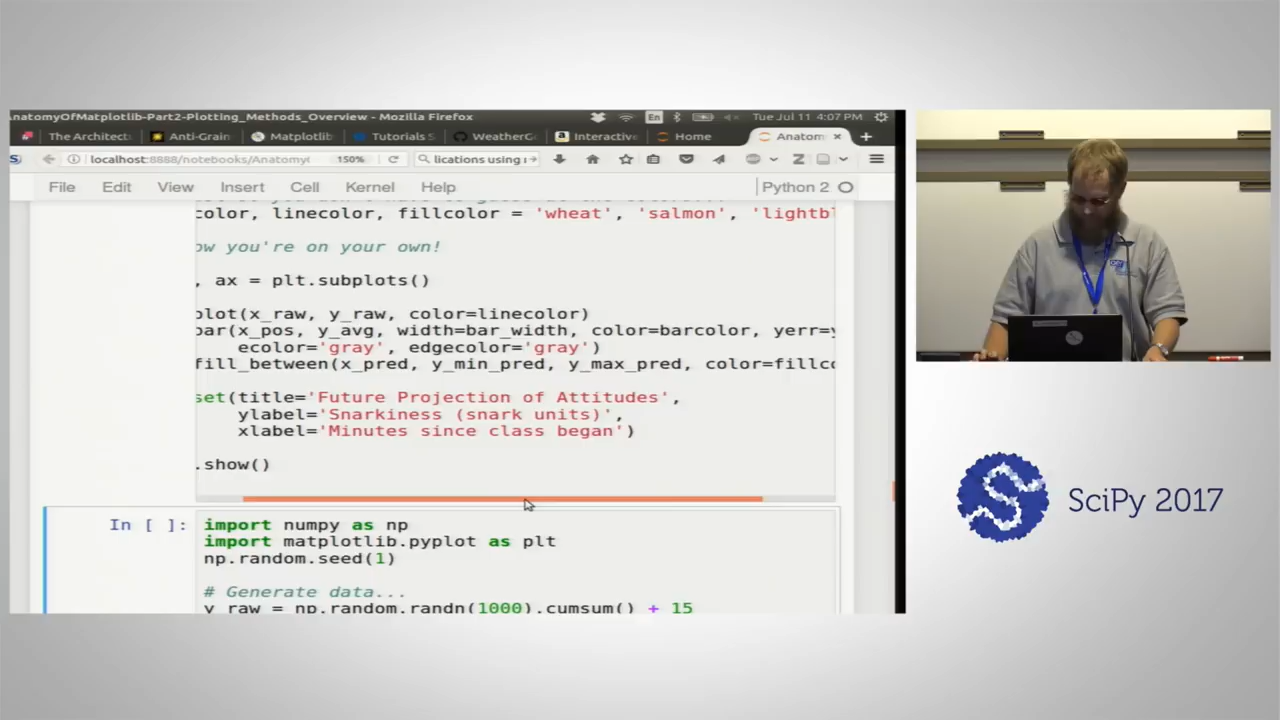 AnatomyOfMatplotlib-Part2-Plotting_Methods_Overview - Mozilla Firefox
En
Tue Jul 11 4:07 PM
The Architect
Anti-Grain
Matplotlib
Tutorials S
WeatherG
Interactive
Home
Anatom
localhost:8888/notebooks/Anatomy
150%
lications using
Z
File Edit View Insert Cell Kernel Help
Python 2
color, linecolor, fillcolor = 'wheat', 'salmon', 'lightbl
ow you're on your own!
, ax = plt.subplots()
plot(x_raw, y_raw, color=linecolor)
bar(x_pos, y_avg, width=bar_width, color=barcolor, yerr=y
ecolor='gray', edgecolor='gray')
fill_between(x_pred, y_min_pred, y_max_pred, color=fillco
set(title='Future Projection of Attitudes',
ylabel='Snarkiness (snark units)',
xlabel='Minutes since class began')
.show()
In [ ]:
import numpy as np
import matplotlib.pyplot as plt
np.random.seed(1)
# Generate data...
y_raw = np.random.randn(1000).cumsum() + 15
SciPy 2017